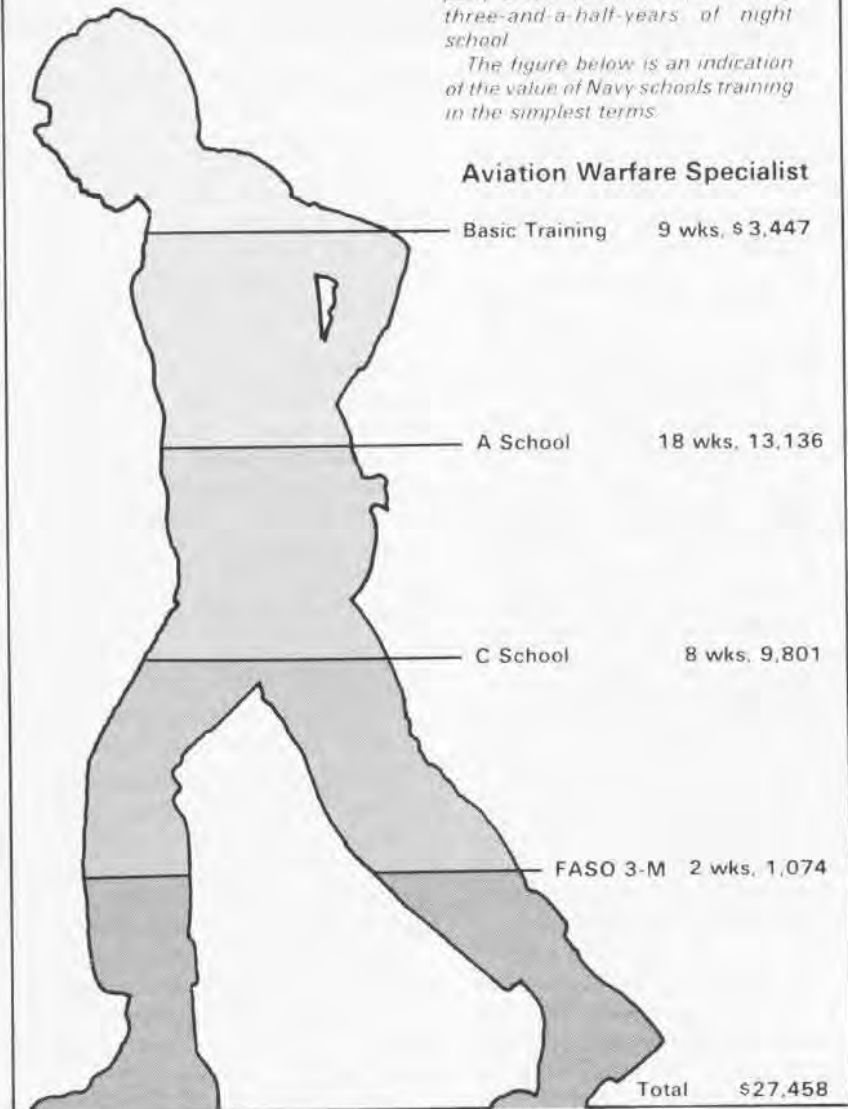 three-and-a-half-years of night
school
The figure below is an indication
of the value of Navy schools training
in the simplest terms
Aviation Warfare Specialist
Basic Training 9 wks, $ 3,447
A School 18 wks, 13,136
C School 8 wks, 9,801
FASO 3-M 2 wks, 1,074
Total $27,458